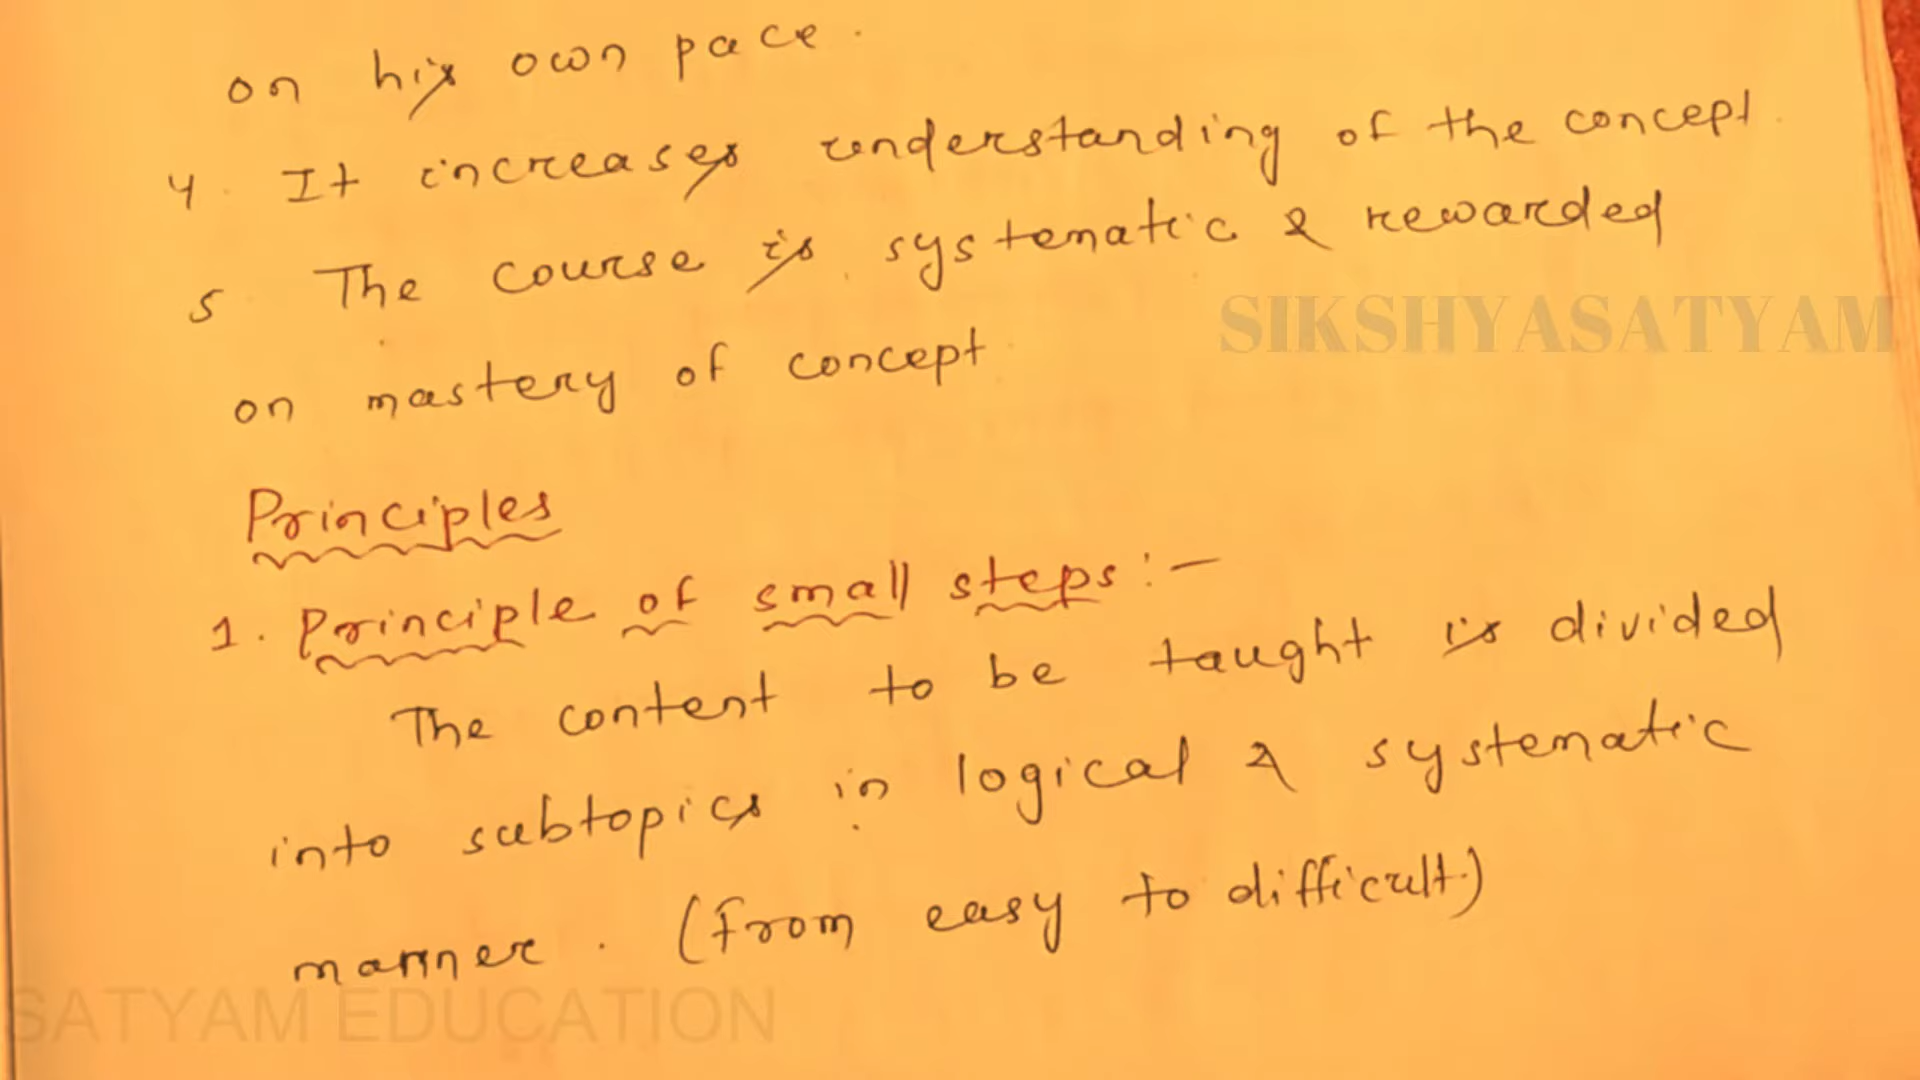 on his own pace.
4. It increases understanding of the concept.
5. The course is systematic & rewarded
SIKSHYASATYAM
on mastery of concept
Principles
1. Principle of small steps :-
The content to be taught is divided
into subtopics in logical & systematic
manner. (From easy to difficult.)
SATYAM EDUCATION